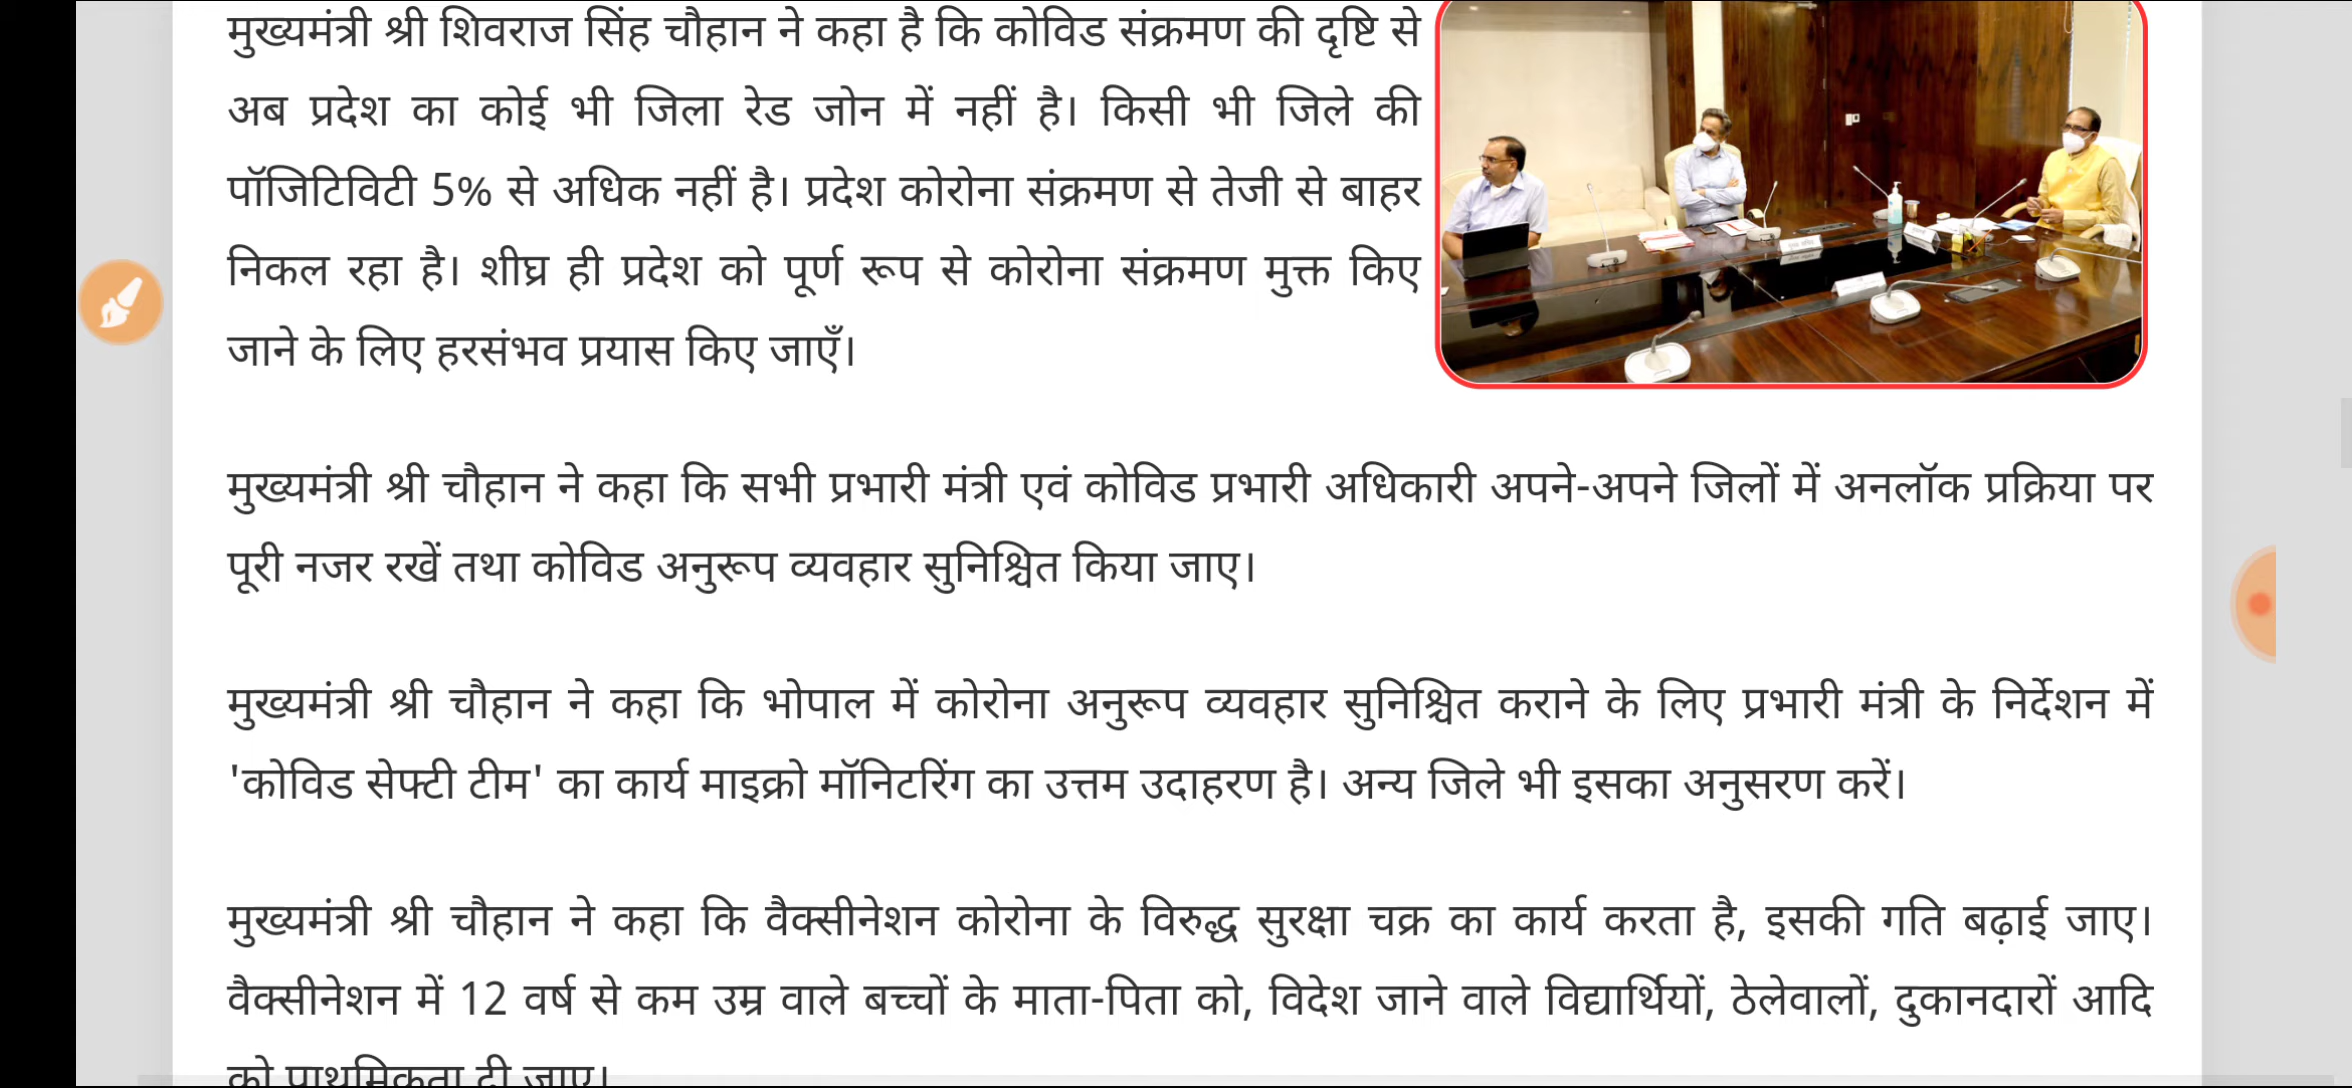 मुख्यमंत्री श्री शिवराज सिंह चौहान ने कहा है कि कोविड संक्रमण की दृष्टि से
अब प्रदेश का कोई भी जिला रेड जोन में नहीं है। किसी भी जिले की
पॉजिटिविटी 5% से अधिक नहीं है। प्रदेश कोरोना संक्रमण से तेजी से बाहर
निकल रहा है। शीघ्र ही प्रदेश को पूर्ण रूप से कोरोना संक्रमण मुक्त किए
जाने के लिए हरसंभव प्रयास किए जाएँ।
मुख्यमंत्री श्री चौहान ने कहा कि सभी प्रभारी मंत्री एवं कोविड प्रभारी अधिकारी अपने-अपने जिलों में अनलॉक प्रक्रिया पर
पूरी नजर रखें तथा कोविड अनुरूप व्यवहार सुनिश्चित किया जाए।
मुख्यमंत्री श्री चौहान ने कहा कि भोपाल में कोरोना अनुरूप व्यवहार सुनिश्चित कराने के लिए प्रभारी मंत्री के निर्देशन में
'कोविड सेफ्टी टीम' का कार्य माइक्रो मॉनिटरिंग का उत्तम उदाहरण है। अन्य जिले भी इसका अनुसरण करें।
मुख्यमंत्री श्री चौहान ने कहा कि वैक्सीनेशन कोरोना के विरुद्ध सुरक्षा चक्र का कार्य करता है, इसकी गति बढ़ाई जाए।
वैक्सीनेशन में 12 वर्ष से कम उम्र वाले बच्चों के माता-पिता को, विदेश जाने वाले विद्यार्थियों, ठेलेवालों, दुकानदारों आदि
को प्राथमिकता दी जाए।